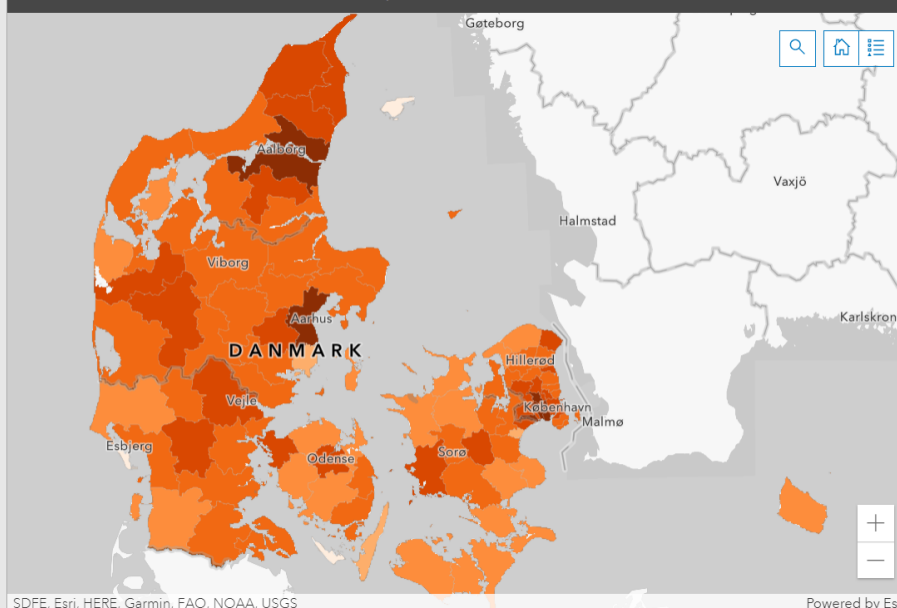 Gøteborg
Aalborg
Vaxjö
Halmstad
Viborg
Aarhus
Karlskron
DANMARK
Hillerød
Vejle
København
Malmø
Esbjerg
Sorø
Odense
+
−
SDFE, Esri, HERE, Garmin, FAO, NOAA, USGS
Powered by Es